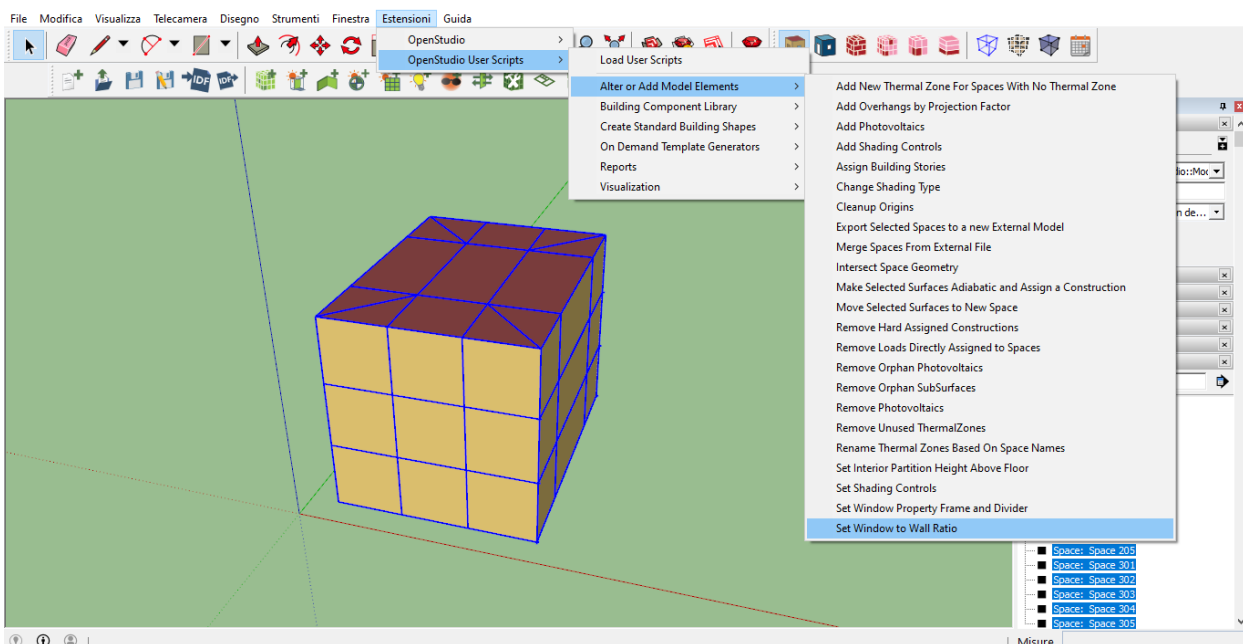 File Modifica Visualizza Telecamera Disegno Strumenti Finestra Estensioni Guida
OpenStudio
OpenStudio User Scripts
Load User Scripts
Alter or Add Model Elements
Building Component Library
Create Standard Building Shapes
On Demand Template Generators
Reports
Visualization
Add New Thermal Zone For Spaces With No Thermal Zone
Add Overhangs by Projection Factor
Add Photovoltaics
Add Shading Controls
Assign Building Stories
Change Shading Type
Cleanup Origins
Export Selected Spaces to a new External Model
Merge Spaces From External File
Intersect Space Geometry
Make Selected Surfaces Adiabatic and Assign a Construction
Move Selected Surfaces to New Space
Remove Hard Assigned Constructions
Remove Loads Directly Assigned to Spaces
Remove Orphan Photovoltaics
Remove Orphan SubSurfaces
Remove Photovoltaics
Remove Unused ThermalZones
Rename Thermal Zones Based On Space Names
Set Interior Partition Height Above Floor
Set Shading Controls
Set Window Property Frame and Divider
Set Window to Wall Ratio
IDF
IDF
n de...
Space: Space 205
Space: Space 301
Space: Space 302
Space: Space 303
Space: Space 304
Space: Space 305
Misure